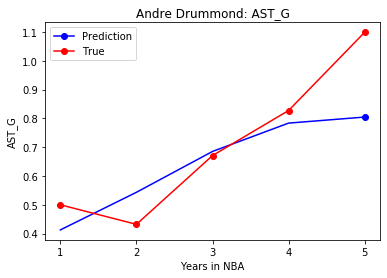 Andre Drummond: AST_G
Prediction
True
AST_G
1.1
1.0
0.9
0.8
0.7
0.6
0.5
0.4
1 2 3 4 5
Years in NBA